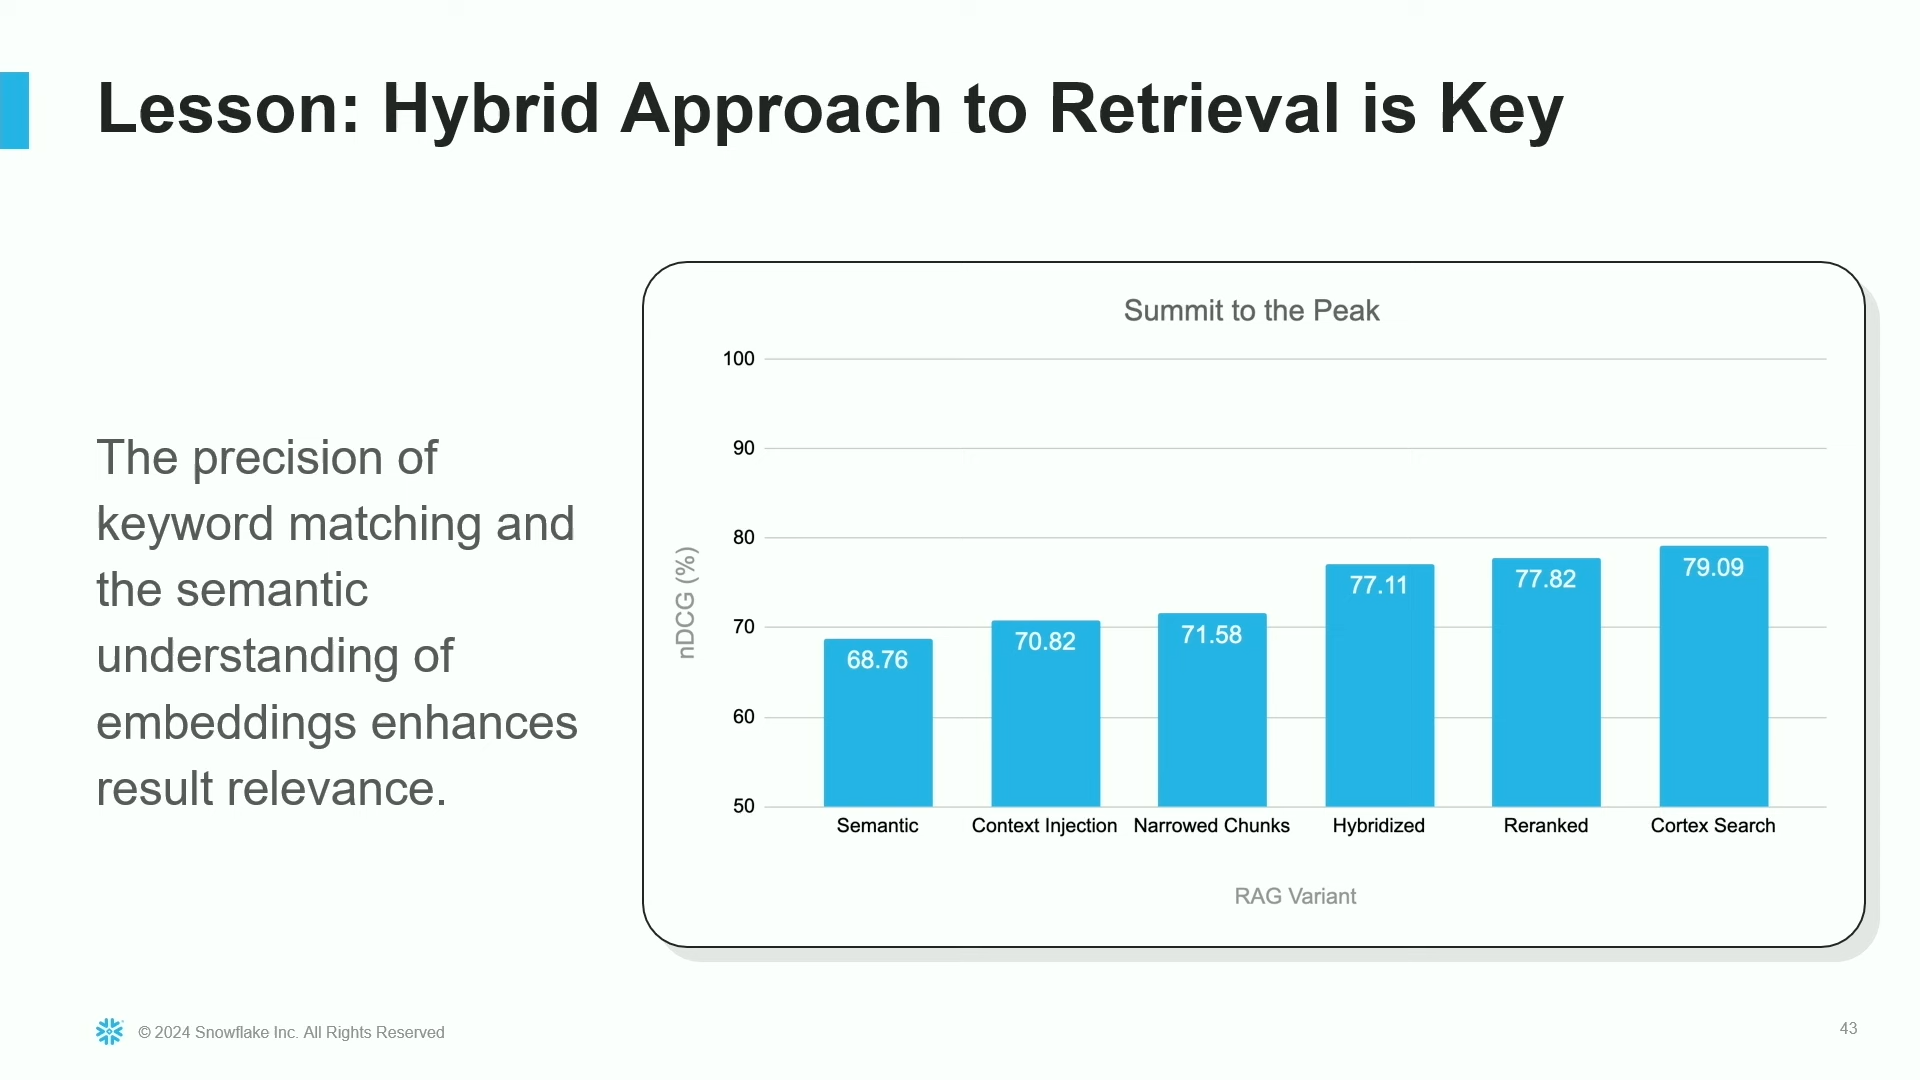 Lesson: Hybrid Approach to Retrieval is Key
The precision of
keyword matching and
the semantic
understanding of
embeddings enhances
result relevance.
Summit to the Peak
100
90
80
70
60
50
nDCG (%)
68.76
70.82
71.58
77.11
77.82
79.09
Semantic
Context Injection
Narrowed Chunks
Hybridized
Reranked
Cortex Search
RAG Variant
© 2024 Snowflake Inc. All Rights Reserved
43